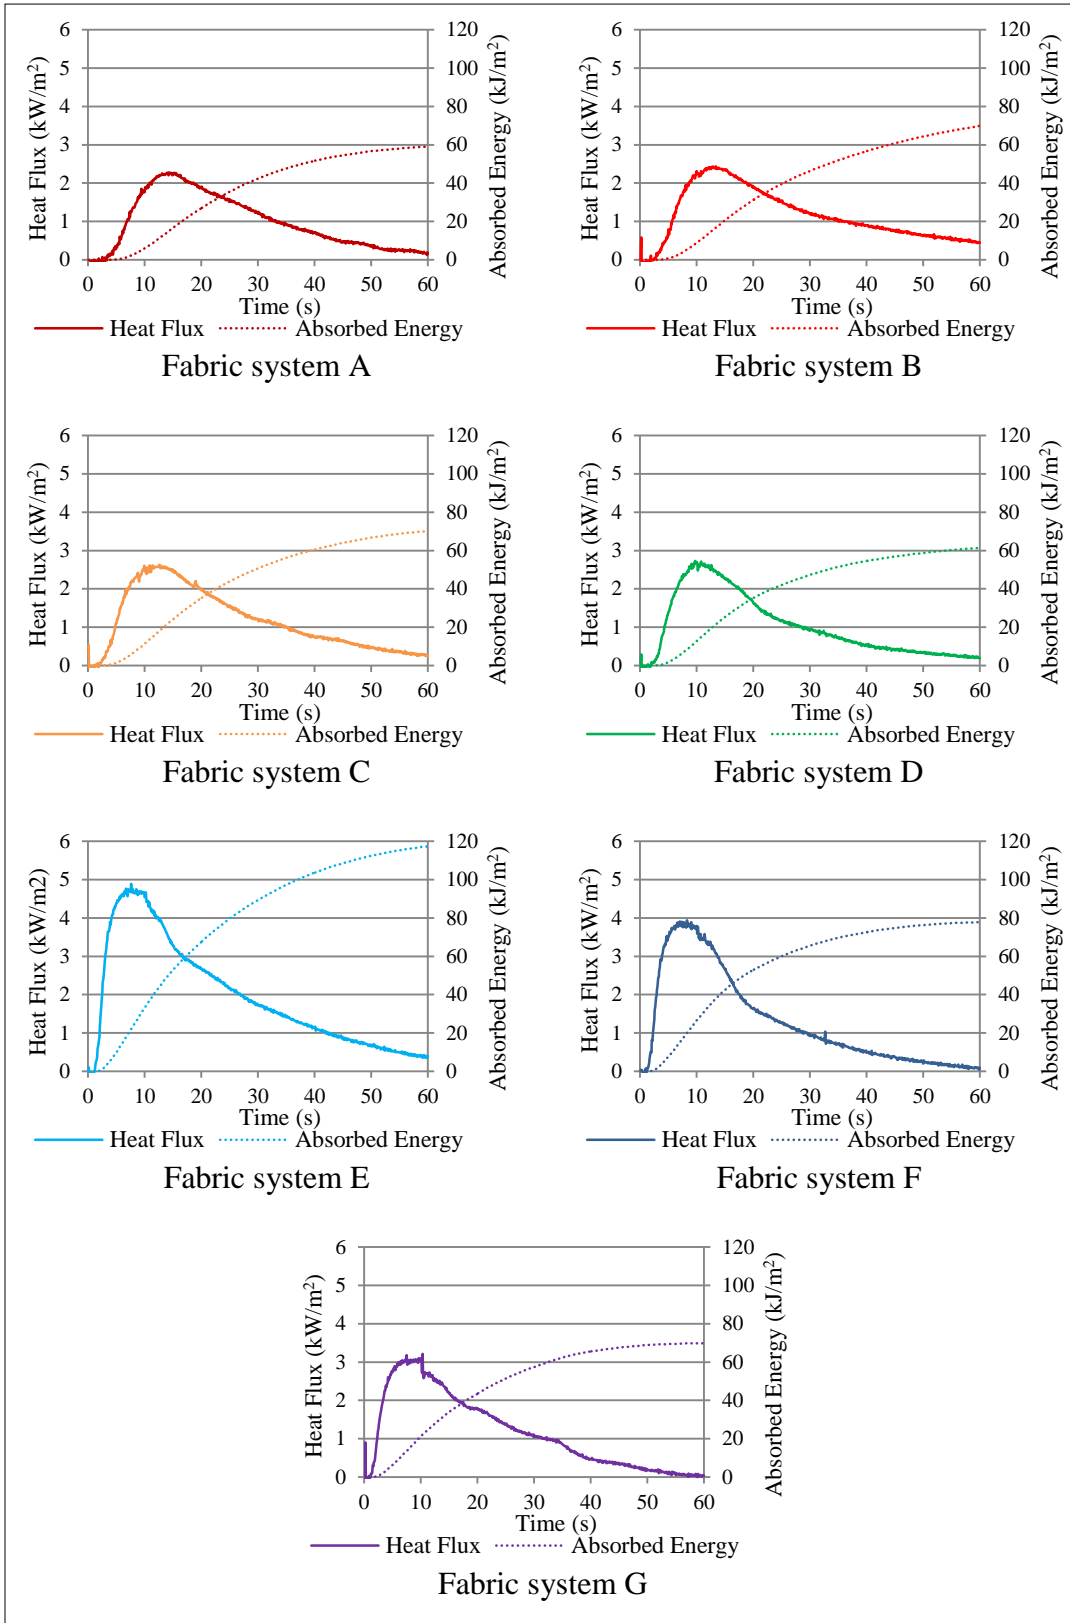 6
5
4
3
2
1
0
Heat Flux (kW/m²)
120
100
80
60
40
20
0
Absorbed Energy (kJ/m²)
0 10 20 30 40 50 60
Time (s)
Heat Flux Absorbed Energy
Fabric system A
6
5
4
3
2
1
0
Heat Flux (kW/m²)
120
100
80
60
40
20
0
Absorbed Energy (kJ/m²)
0 10 20 30 40 50 60
Time (s)
Heat Flux Absorbed Energy
Fabric system B
6
5
4
3
2
1
0
Heat Flux (kW/m²)
120
100
80
60
40
20
0
Absorbed Energy (kJ/m²)
0 10 20 30 40 50 60
Time (s)
Heat Flux Absorbed Energy
Fabric system C
6
5
4
3
2
1
0
Heat Flux (kW/m²)
120
100
80
60
40
20
0
Absorbed Energy (kJ/m²)
0 10 20 30 40 50 60
Time (s)
Heat Flux Absorbed Energy
Fabric system D
6
5
4
3
2
1
0
Heat Flux (kW/m2)
120
100
80
60
40
20
0
Absorbed Energy (kJ/m²)
0 10 20 30 40 50 60
Time (s)
Heat Flux Absorbed Energy
Fabric system E
6
5
4
3
2
1
0
Heat Flux (kW/m²)
120
100
80
60
40
20
0
Absorbed Energy (kJ/m²)
0 10 20 30 40 50 60
Time (s)
Heat Flux Absorbed Energy
Fabric system F
6
5
4
3
2
1
0
Heat Flux (kW/m²)
120
100
80
60
40
20
0
Absorbed Energy (kJ/m²)
0 10 20 30 40 50 60
Time (s)
Heat Flux Absorbed Energy
Fabric system G